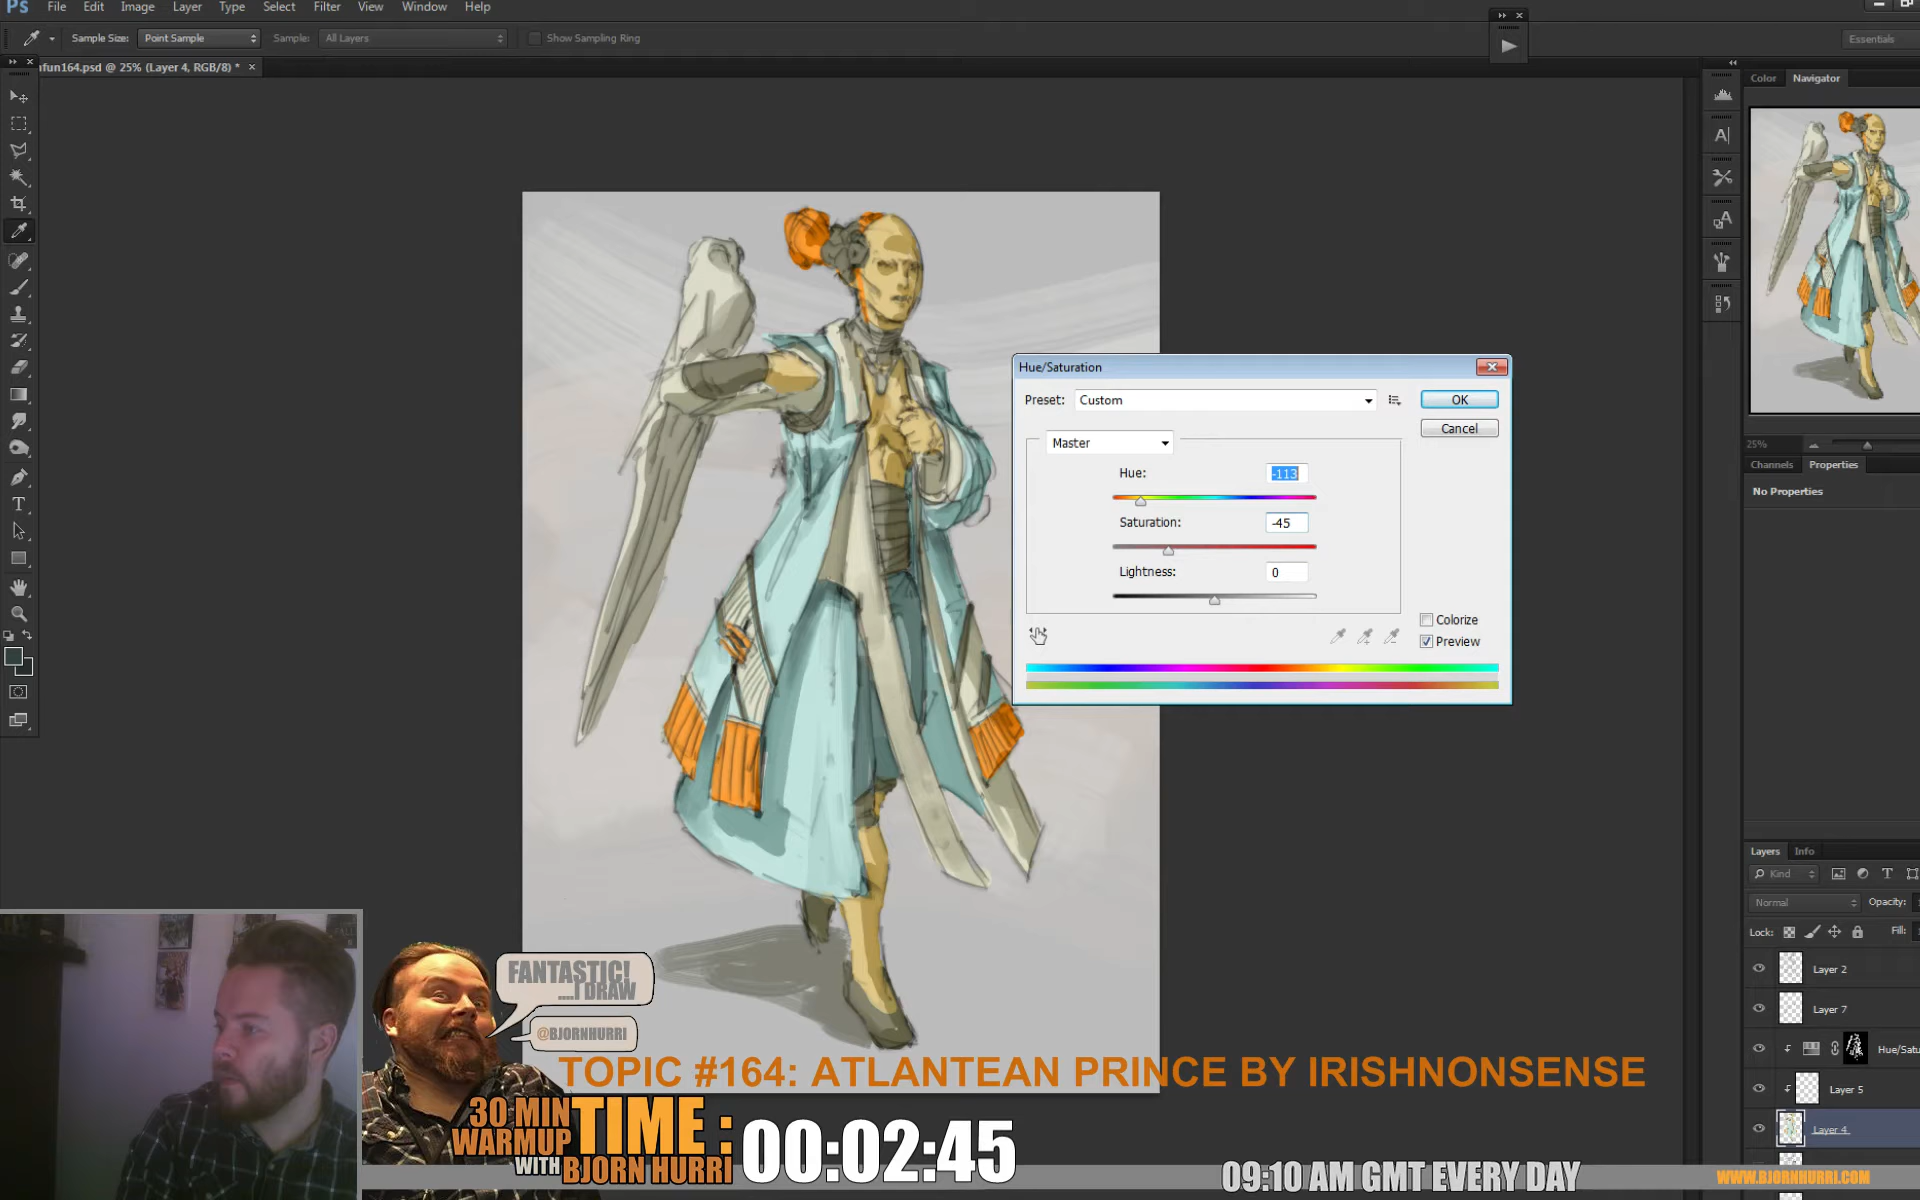 Ps File Edit Image Layer Type Select Filter View Window Help
Sample Size: Point Sample Sample: All Layers Show Sampling Ring
Essentials
fun164.psd @ 25% (Layer 4, RGB/8) *
Color Navigator
25%
Channels Properties
No Properties
Hue/Saturation
Preset: Custom
OK
Cancel
Master
Hue: -113
Saturation: -45
Lightness: 0
Colorize
Preview
Layers Info
Kind
Normal Opacity:
Lock: Fill:
Layer 2
Layer 7
Hue/Satu
Layer 5
Layer 4
FANTASTIC!
....I DRAW
@BJORNHURRI
TOPIC #164: ATLANTEAN PRINCE BY IRISHNONSENSE
30 MIN
WARMUP
WITH BJORN HURRI
TIME : 00:02:45
09:10 AM GMT EVERY DAY
WWW.BJORNHURRI.COM